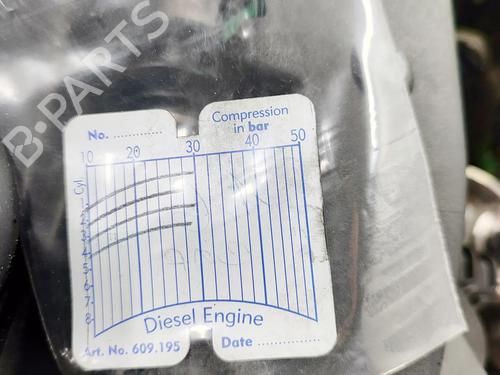 B-PARTS
No. ..............
Compression
in bar
10 20 30 40 50
Cyl.
2
3
4
5
6
7
8
Diesel Engine
Art. No. 609.195
Date ................